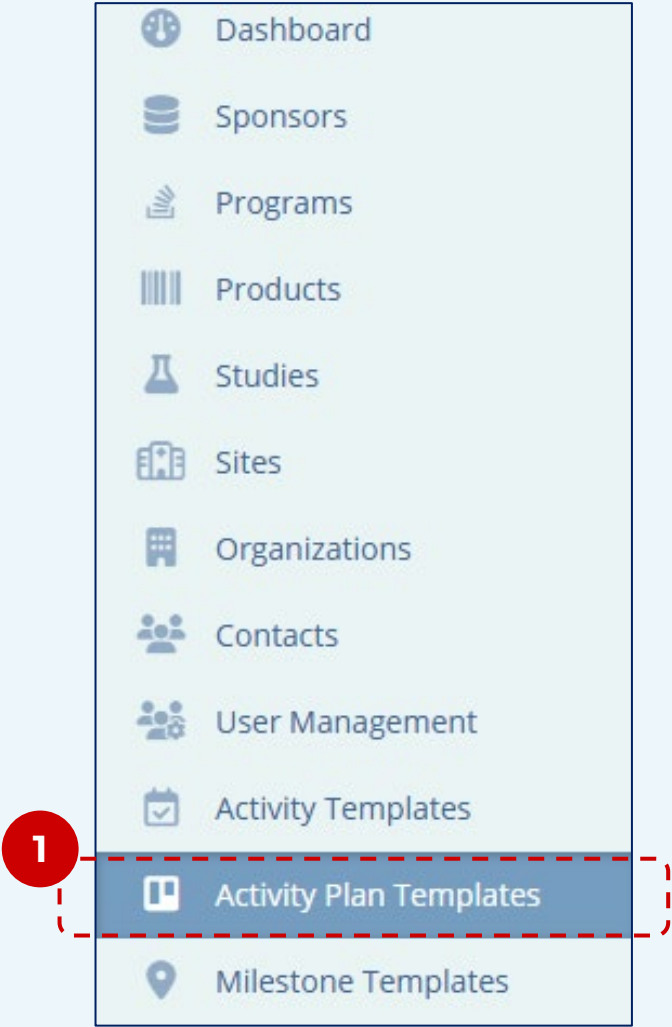 Dashboard
Sponsors
Programs
Products
Studies
Sites
Organizations
Contacts
User Management
Activity Templates
1
Activity Plan Templates
Milestone Templates